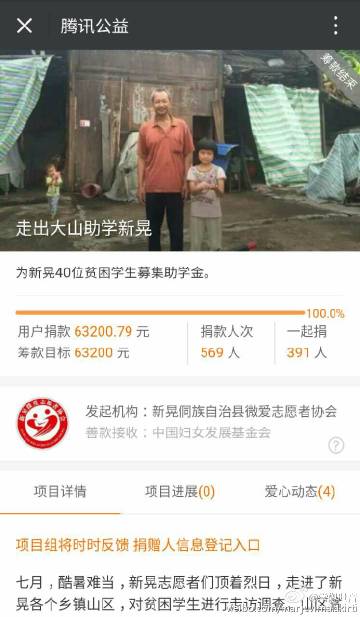 腾讯公益
筹款结束
走出大山助学新晃
为新晃40位贫困学生募集助学金。
100.0%
用户捐款 63200.79 元
捐款人次
一起捐
筹款目标 63200 元
569 人
391 人
发起机构：新晃侗族自治县微爱志愿者协会
善款接收：中国妇女发展基金会
项目详情
项目进展(0)
爱心动态(4)
项目组将时时反馈 捐赠人信息登记入口
七月，酷暑难当，新晃志愿者们顶着烈日，走进了新
晃各个乡镇山区，对贫困学生进行走访调查。山区寒